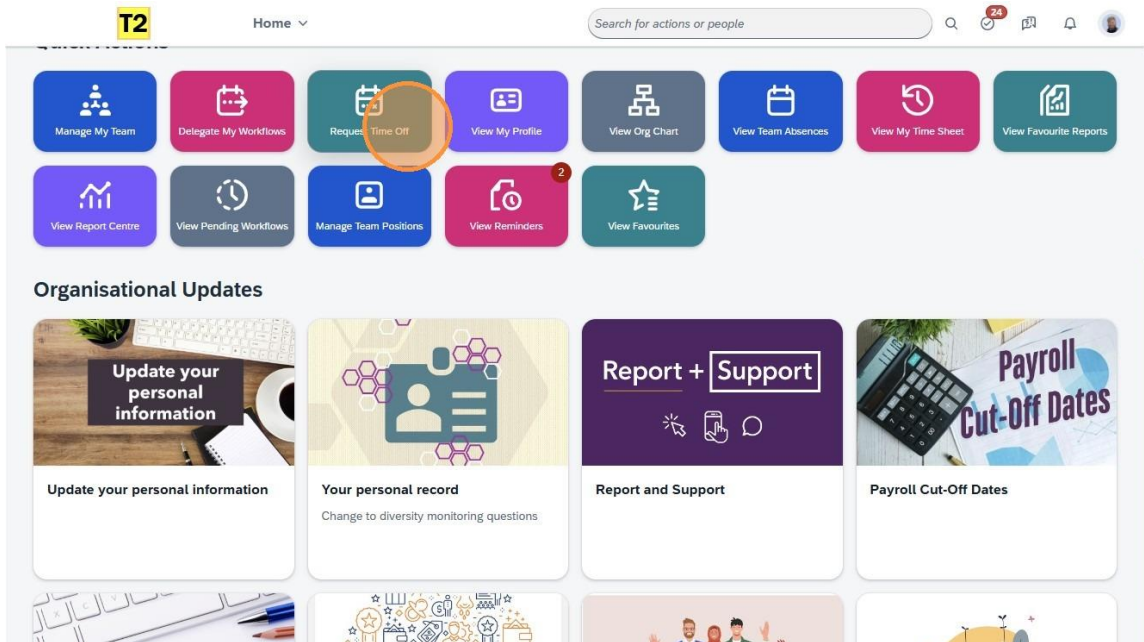 T2
Home
Search for actions or people
24
Quick Actions
Manage My Team
Delegate My Workflows
Request Time Off
View My Profile
View Org Chart
View Team Absences
View My Time Sheet
View Favourite Reports
2
View Report Centre
View Pending Workflows
Manage Team Positions
View Reminders
View Favourites
Organisational Updates
Update your
personal
information
Report + Support
Payroll
Cut-Off Dates
Update your personal information
Your personal record
Report and Support
Payroll Cut-Off Dates
Change to diversity monitoring questions